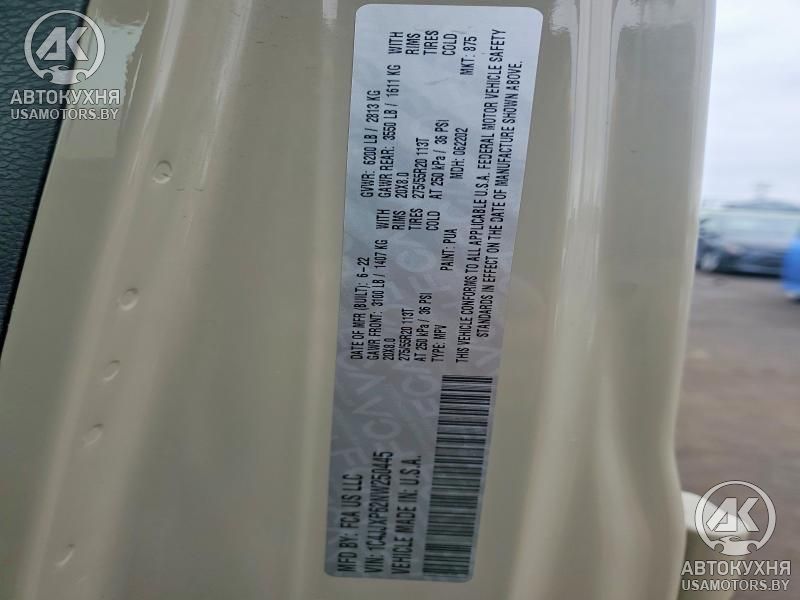 MFD BY: FCA US LLC
DATE OF MFR (BUILT): 6-22
GVWR: 6200 LB / 2813 KG
GAWR FRONT: 3100 LB / 1407 KG WITH
GAWR REAR: 3550 LB / 1611 KG WITH
20X8.0 RIMS
20X8.0 RIMS
275/55R20 113T TIRES
275/55R20 113T TIRES
AT 250 kPa / 36 PSI COLD
AT 250 kPa / 36 PSI COLD
VIN: 1C4JJXP62NW250445
TYPE: MPV
PAINT: PUA
MDH: 062202
MKT: 875
VEHICLE MADE IN: U.S.A.
THIS VEHICLE CONFORMS TO ALL APPLICABLE U.S.A. FEDERAL MOTOR VEHICLE SAFETY
STANDARDS IN EFFECT ON THE DATE OF MANUFACTURE SHOWN ABOVE.
АК
АВТОКУХНЯ
USAMOTORS.BY
АК
АВТОКУХНЯ
USAMOTORS.BY